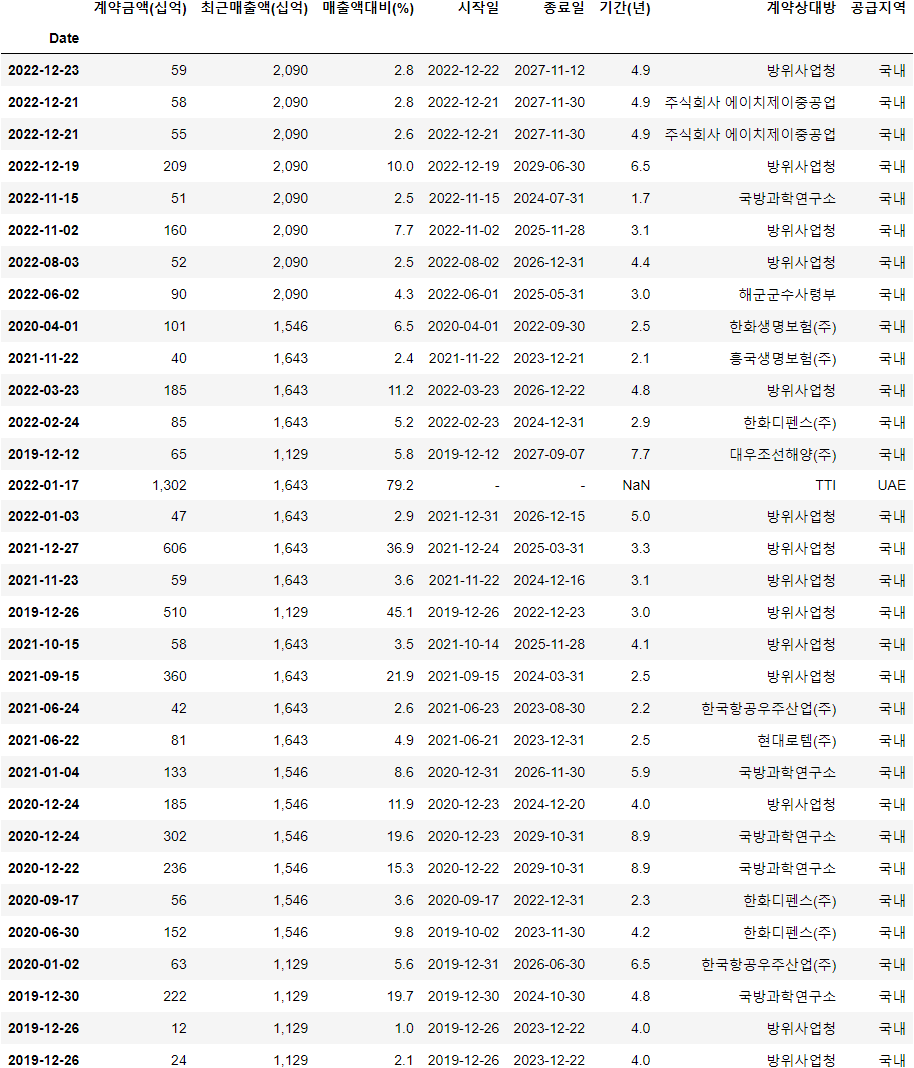 계약금액(십억) 최근매출액(십억) 매출액대비(%) 시작일 종료일 기간(년) 계약상대방 공급지역
Date
2022-12-23 59 2,090 2.8 2022-12-22 2027-11-12 4.9 방위사업청 국내
2022-12-21 58 2,090 2.8 2022-12-21 2027-11-30 4.9 주식회사 에이치제이중공업 국내
2022-12-21 55 2,090 2.6 2022-12-21 2027-11-30 4.9 주식회사 에이치제이중공업 국내
2022-12-19 209 2,090 10.0 2022-12-19 2029-06-30 6.5 방위사업청 국내
2022-11-15 51 2,090 2.5 2022-11-15 2024-07-31 1.7 국방과학연구소 국내
2022-11-02 160 2,090 7.7 2022-11-02 2025-11-28 3.1 방위사업청 국내
2022-08-03 52 2,090 2.5 2022-08-02 2026-12-31 4.4 방위사업청 국내
2022-06-02 90 2,090 4.3 2022-06-01 2025-05-31 3.0 해군군수사령부 국내
2020-04-01 101 1,546 6.5 2020-04-01 2022-09-30 2.5 한화생명보험(주) 국내
2021-11-22 40 1,643 2.4 2021-11-22 2023-12-21 2.1 흥국생명보험(주) 국내
2022-03-23 185 1,643 11.2 2022-03-23 2026-12-22 4.8 방위사업청 국내
2022-02-24 85 1,643 5.2 2022-02-23 2024-12-31 2.9 한화디펜스(주) 국내
2019-12-12 65 1,129 5.8 2019-12-12 2027-09-07 7.7 대우조선해양(주) 국내
2022-01-17 1,302 1,643 79.2 - - NaN TTI UAE
2022-01-03 47 1,643 2.9 2021-12-31 2026-12-15 5.0 방위사업청 국내
2021-12-27 606 1,643 36.9 2021-12-24 2025-03-31 3.3 방위사업청 국내
2021-11-23 59 1,643 3.6 2021-11-22 2024-12-16 3.1 방위사업청 국내
2019-12-26 510 1,129 45.1 2019-12-26 2022-12-23 3.0 방위사업청 국내
2021-10-15 58 1,643 3.5 2021-10-14 2025-11-28 4.1 방위사업청 국내
2021-09-15 360 1,643 21.9 2021-09-15 2024-03-31 2.5 방위사업청 국내
2021-06-24 42 1,643 2.6 2021-06-23 2023-08-30 2.2 한국항공우주산업(주) 국내
2021-06-22 81 1,643 4.9 2021-06-21 2023-12-31 2.5 현대로템(주) 국내
2021-01-04 133 1,546 8.6 2020-12-31 2026-11-30 5.9 국방과학연구소 국내
2020-12-24 185 1,546 11.9 2020-12-23 2024-12-20 4.0 방위사업청 국내
2020-12-24 302 1,546 19.6 2020-12-23 2029-10-31 8.9 국방과학연구소 국내
2020-12-22 236 1,546 15.3 2020-12-22 2029-10-31 8.9 국방과학연구소 국내
2020-09-17 56 1,546 3.6 2020-09-17 2022-12-31 2.3 한화디펜스(주) 국내
2020-06-30 152 1,546 9.8 2019-10-02 2023-11-30 4.2 한화디펜스(주) 국내
2020-01-02 63 1,129 5.6 2019-12-31 2026-06-30 6.5 한국항공우주산업(주) 국내
2019-12-30 222 1,129 19.7 2019-12-30 2024-10-30 4.8 국방과학연구소 국내
2019-12-26 12 1,129 1.0 2019-12-26 2023-12-22 4.0 방위사업청 국내
2019-12-26 24 1,129 2.1 2019-12-26 2023-12-22 4.0 방위사업청 국내